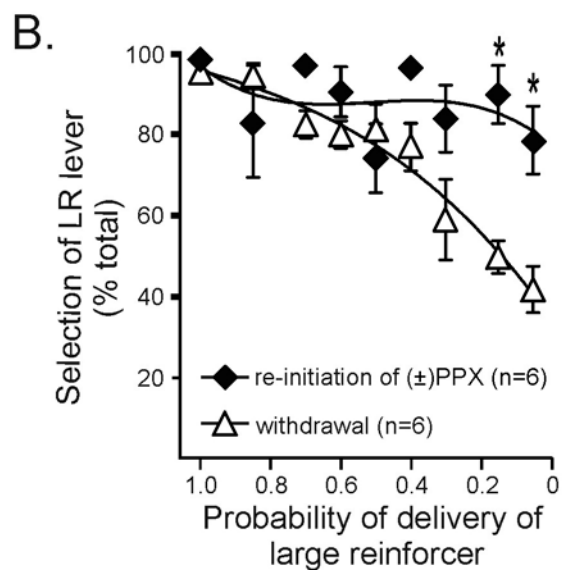 B.
100
80
60
40
20
Selection of LR lever
(% total)
* *
re-initiation of (±)PPX (n=6)
withdrawal (n=6)
1.0 0.8 0.6 0.4 0.2 0
Probability of delivery of
large reinforcer